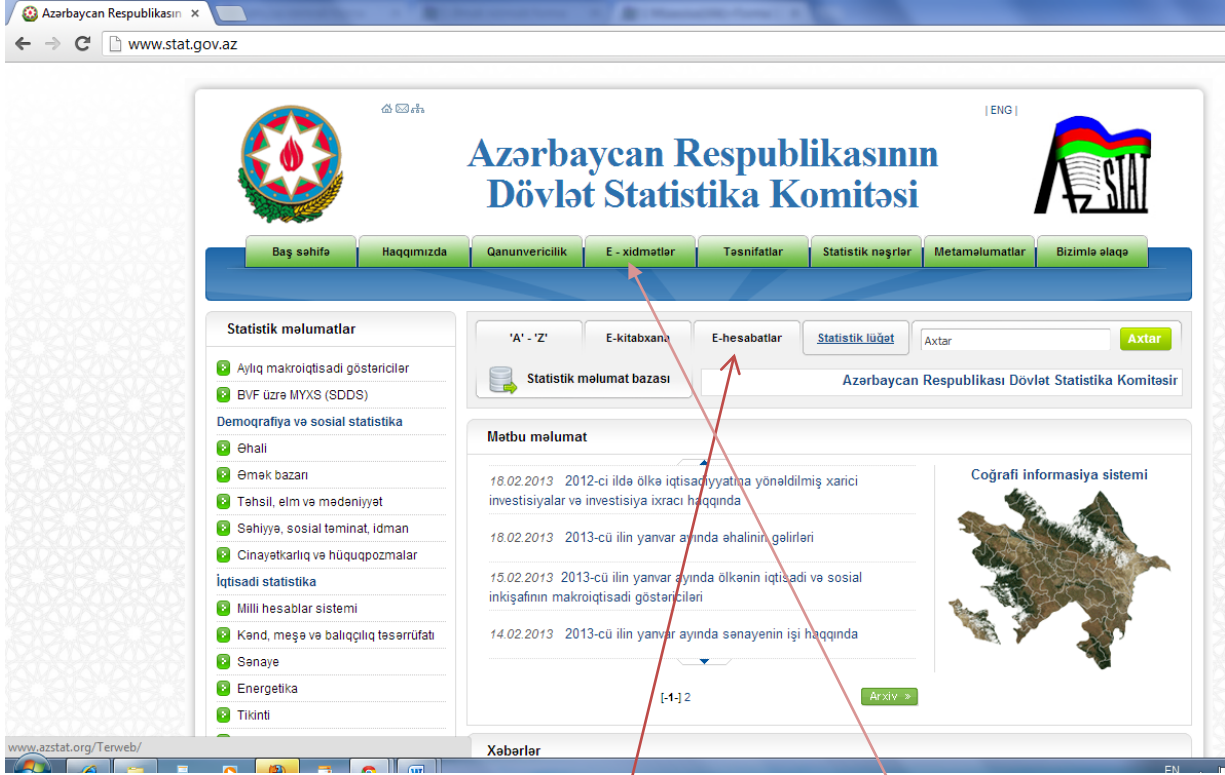 Azərbaycan Respublikasın
www.stat.gov.az
| ENG |
Azərbaycan Respublikasının
Dövlət Statistika Komitəsi
AzSTAT
Baş səhifə
Haqqımızda
Qanunvericilik
E - xidmətlər
Təsnifatlar
Statistik nəşrlər
Metaməlumatlar
Bizimlə əlaqə
Statistik məlumatlar
Aylıq makroiqtisadi göstəricilər
BVF üzrə MYXS (SDDS)
Demoqrafiya və sosial statistika
Əhali
Əmək bazarı
Təhsil, elm və mədəniyyət
Səhiyyə, sosial təminat, idman
Cinayətkarlıq və hüquqpozmalar
İqtisadi statistika
Milli hesablar sistemi
Kənd, meşə və balıqçılıq təsərrüfatı
Sənaye
Energetika
Tikinti
'A' - 'Z'
E-kitabxana
E-hesabatlar
Statistik lüğət
Axtar
Axtar
Statistik məlumat bazası
Azərbaycan Respublikası Dövlət Statistika Komitəsir
Mətbu məlumat
18.02.2013 2012-ci ildə ölkə iqtisadiyyatına yönəldilmiş xarici
investisiyalar və investisiya ixracı haqqında
18.02.2013 2013-cü ilin yanvar ayında əhalinin gəlirləri
15.02.2013 2013-cü ilin yanvar ayında ölkənin iqtisadi və sosial
inkişafının makroiqtisadi göstəriciləri
14.02.2013 2013-cü ilin yanvar ayında sənayenin işi haqqında
[-1-] 2
Arxiv »
Coğrafi informasiya sistemi
Xəbərlər
www.azstat.org/Terweb/
EN